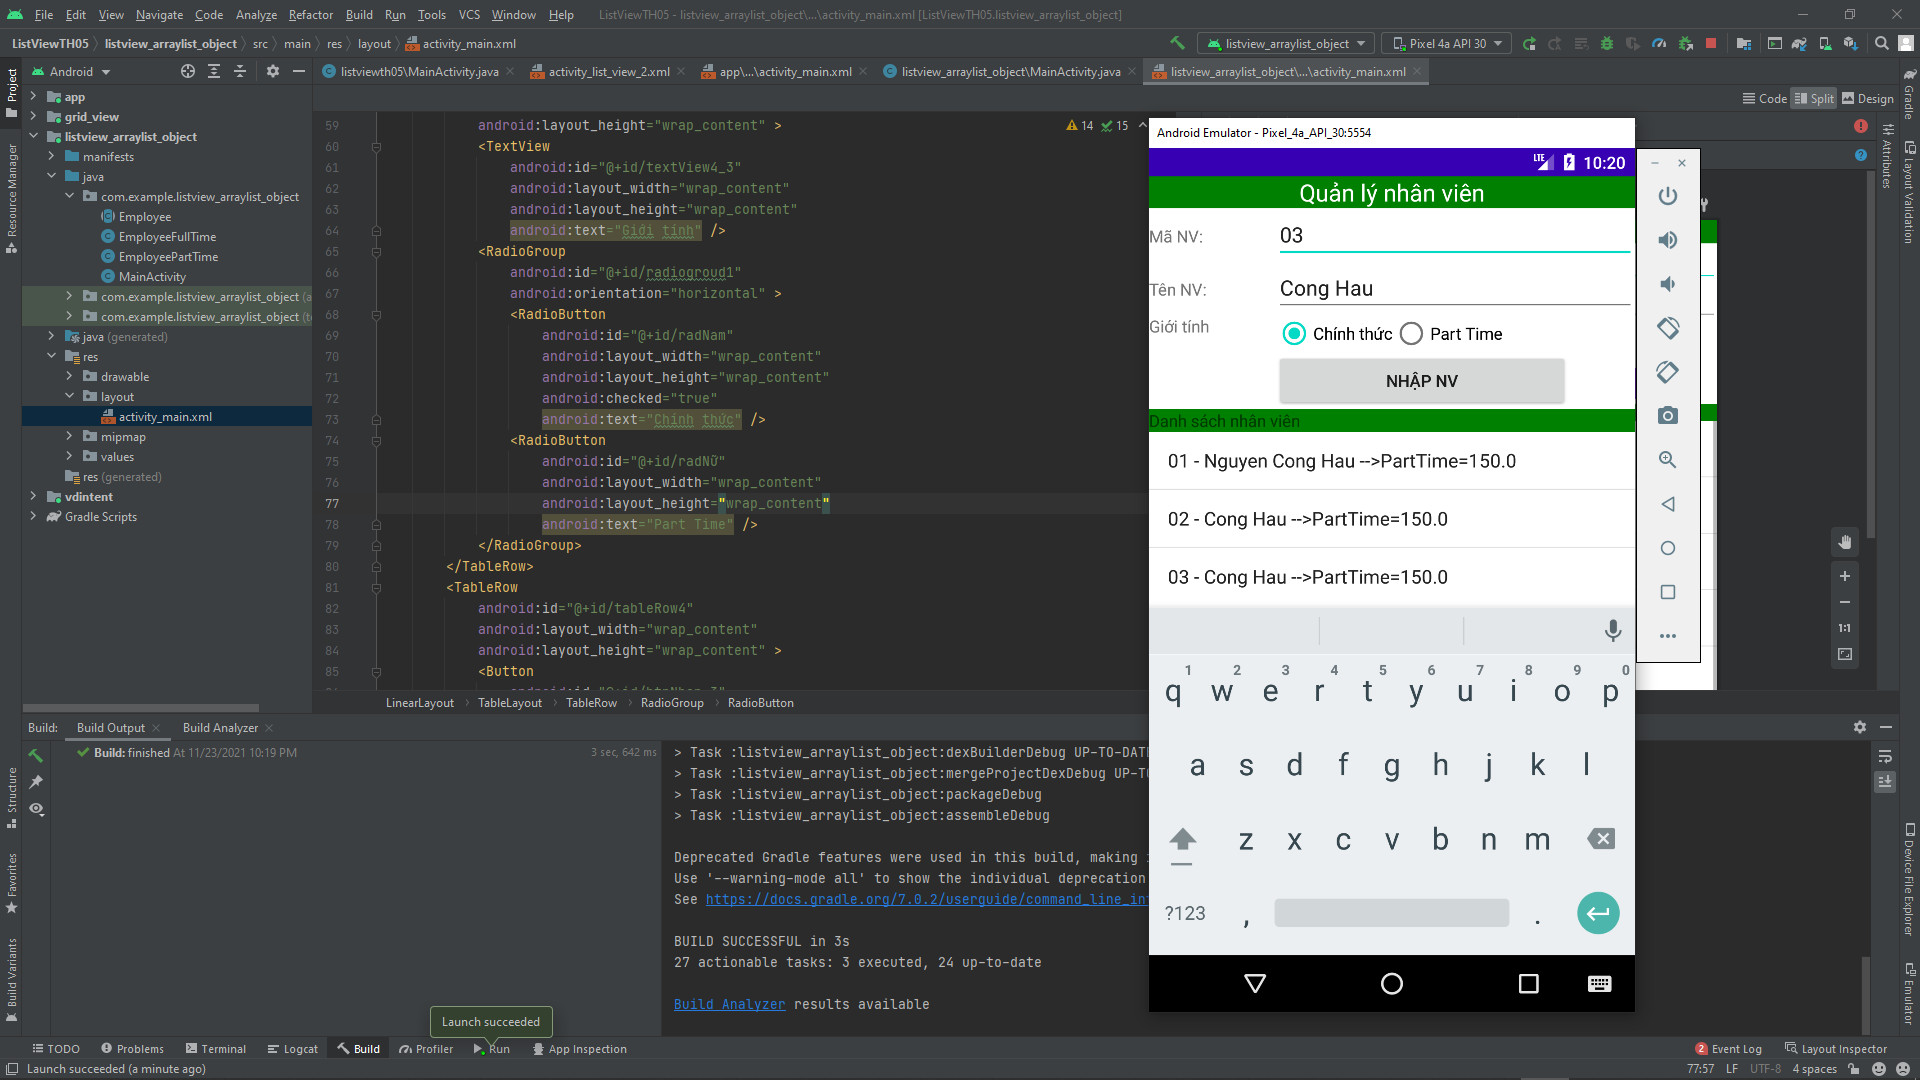 File Edit View Navigate Code Analyze Refactor Build Run Tools VCS Window Help ListViewTH05 - listview_arraylist_object\...\activity_main.xml [ListViewTH05.listview_arraylist_object]
ListViewTH05 listview_arraylist_object src main res layout activity_main.xml
listview_arraylist_object Pixel 4a API 30
Android
listviewth05\MainActivity.java activity_list_view_2.xml app\...\activity_main.xml listview_arraylist_object\MainActivity.java listview_arraylist_object\...\activity_main.xml
Code Split Design
Project
Resource Manager
Structure
Favorites
Build Variants
app
grid_view
listview_arraylist_object
manifests
java
com.example.listview_arraylist_object
Employee
EmployeeFullTime
EmployeePartTime
MainActivity
com.example.listview_arraylist_object (a
com.example.listview_arraylist_object (t
java (generated)
res
drawable
layout
activity_main.xml
mipmap
values
res (generated)
vdintent
Gradle Scripts
14 15
59 android:layout_height="wrap_content" >
60 <TextView
61 android:id="@+id/textView4_3"
62 android:layout_width="wrap_content"
63 android:layout_height="wrap_content"
64 android:text="Giới tính" />
65 <RadioGroup
66 android:id="@+id/radiogroud1"
67 android:orientation="horizontal" >
68 <RadioButton
69 android:id="@+id/radNam"
70 android:layout_width="wrap_content"
71 android:layout_height="wrap_content"
72 android:checked="true"
73 android:text="Chính thức" />
74 <RadioButton
75 android:id="@+id/radNữ"
76 android:layout_width="wrap_content"
77 android:layout_height="wrap_content"
78 android:text="Part Time" />
79 </RadioGroup>
80 </TableRow>
81 <TableRow
82 android:id="@+id/tableRow4"
83 android:layout_width="wrap_content"
84 android:layout_height="wrap_content" >
85 <Button
LinearLayout TableLayout TableRow RadioGroup RadioButton
Android Emulator - Pixel_4a_API_30:5554
LTE 10:20
Quản lý nhân viên
Mã NV: 03
Tên NV: Cong Hau
Giới tính Chính thức Part Time
NHẬP NV
Danh sách nhân viên
01 - Nguyen Cong Hau -->PartTime=150.0
02 - Cong Hau -->PartTime=150.0
03 - Cong Hau -->PartTime=150.0
1 2 3 4 5 6 7 8 9 0
q w e r t y u i o p
a s d f g h j k l
z x c v b n m
?123 , .
1:1
Gradle
Attributes
Layout Validation
Device File Explorer
Emulator
Build: Build Output Build Analyzer
Build: finished At 11/23/2021 10:19 PM 3 sec, 642 ms
> Task :listview_arraylist_object:dexBuilderDebug UP-TO-DATE
> Task :listview_arraylist_object:mergeProjectDexDebug UP-T
> Task :listview_arraylist_object:packageDebug
> Task :listview_arraylist_object:assembleDebug
Deprecated Gradle features were used in this build, making
Use '--warning-mode all' to show the individual deprecation
See https://docs.gradle.org/7.0.2/userguide/command_line_in
BUILD SUCCESSFUL in 3s
27 actionable tasks: 3 executed, 24 up-to-date
Build Analyzer results available
Launch succeeded
TODO Problems Terminal Logcat Build Profiler Run App Inspection 2 Event Log Layout Inspector
Launch succeeded (a minute ago) 77:57 LF UTF-8 4 spaces